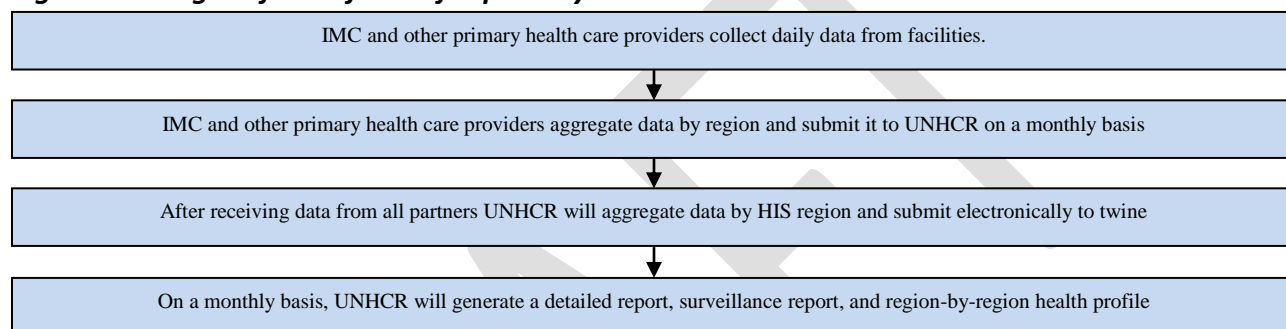 IMC and other primary health care providers collect daily data from facilities.
IMC and other primary health care providers aggregate data by region and submit it to UNHCR on a monthly basis
After receiving data from all partners UNHCR will aggregate data by HIS region and submit electronically to twine
On a monthly basis, UNHCR will generate a detailed report, surveillance report, and region-by-region health profile